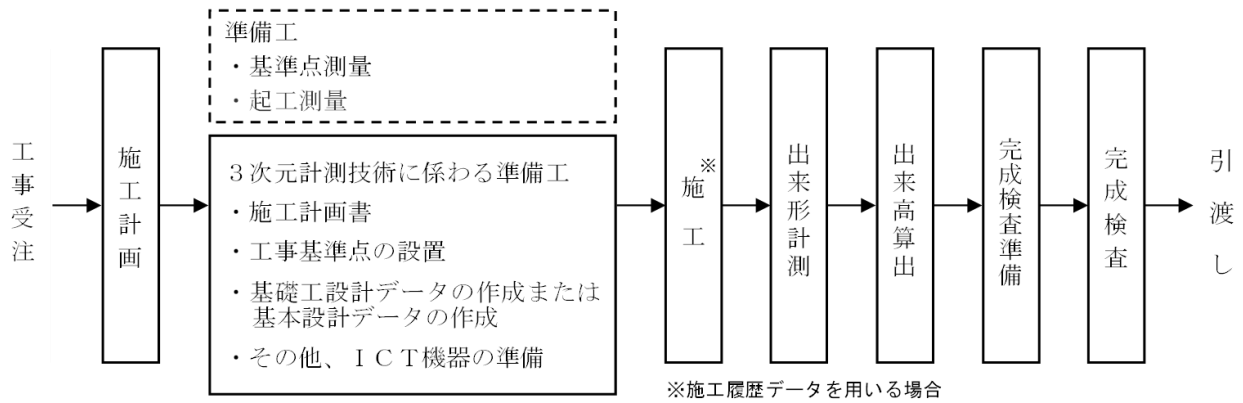 工事受注
施工計画
準備工
・基準点測量
・起工測量
３次元計測技術に係わる準備工
・施工計画書
・工事基準点の設置
・基礎工設計データの作成または
基本設計データの作成
・その他、ＩＣＴ機器の準備
施工※
出来形計測
出来高算出
完成検査準備
完成検査
引渡し
※施工履歴データを用いる場合